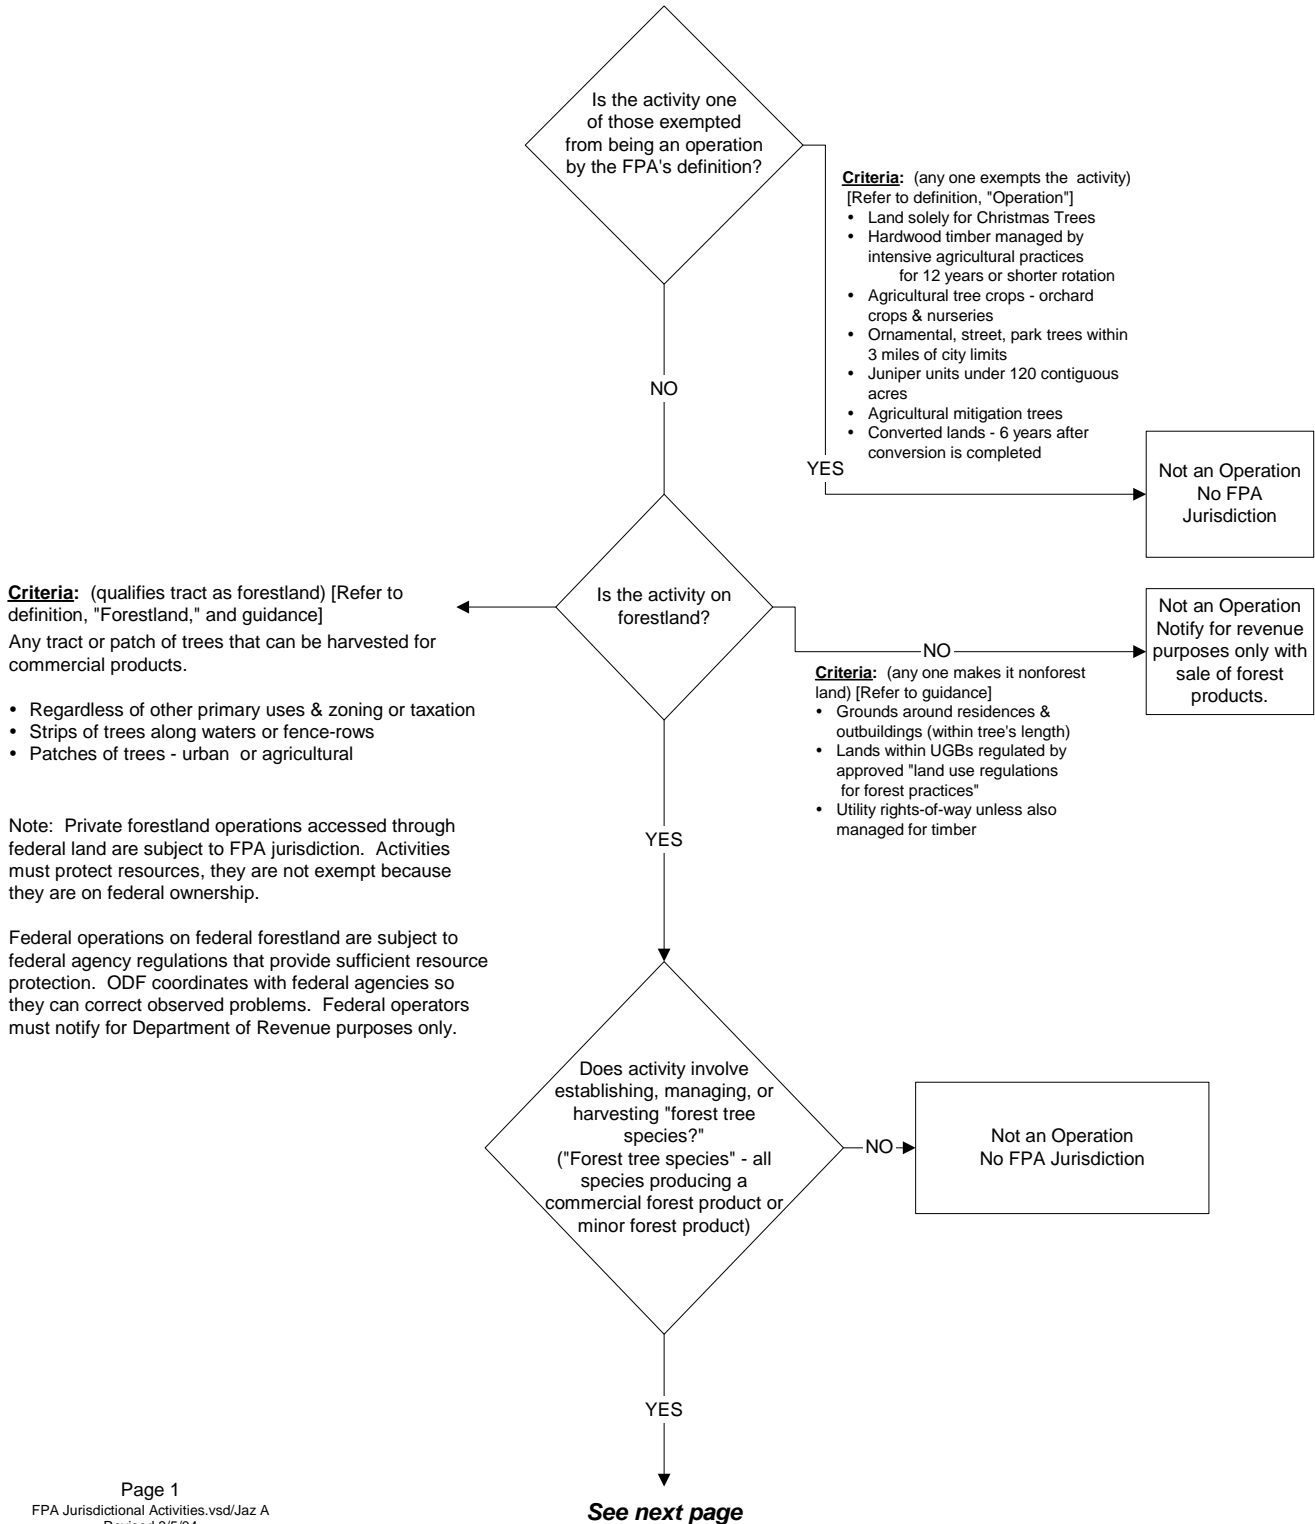 Is the activity one
of those exempted
from being an operation
by the FPA's definition?
Criteria: (any one exempts the activity)
[Refer to definition, "Operation"]
• Land solely for Christmas Trees
• Hardwood timber managed by
intensive agricultural practices
for 12 years or shorter rotation
• Agricultural tree crops - orchard
crops & nurseries
• Ornamental, street, park trees within
3 miles of city limits
• Juniper units under 120 contiguous
acres
• Agricultural mitigation trees
• Converted lands - 6 years after
conversion is completed
NO
YES
Not an Operation
No FPA
Jurisdiction
Criteria: (qualifies tract as forestland) [Refer to
definition, "Forestland," and guidance]
Any tract or patch of trees that can be harvested for
commercial products.
• Regardless of other primary uses & zoning or taxation
• Strips of trees along waters or fence-rows
• Patches of trees - urban or agricultural
Note: Private forestland operations accessed through
federal land are subject to FPA jurisdiction. Activities
must protect resources, they are not exempt because
they are on federal ownership.
Federal operations on federal forestland are subject to
federal agency regulations that provide sufficient resource
protection. ODF coordinates with federal agencies so
they can correct observed problems. Federal operators
must notify for Department of Revenue purposes only.
Is the activity on
forestland?
NO
Criteria: (any one makes it nonforest
land) [Refer to guidance]
• Grounds around residences &
outbuildings (within tree's length)
• Lands within UGBs regulated by
approved "land use regulations
for forest practices"
• Utility rights-of-way unless also
managed for timber
Not an Operation
Notify for revenue
purposes only with
sale of forest
products.
YES
Does activity involve
establishing, managing, or
harvesting "forest tree
species?"
("Forest tree species" - all
species producing a
commercial forest product or
minor forest product)
NO
Not an Operation
No FPA Jurisdiction
YES
See next page
Page 1
FPA Jurisdictional Activities.vsd/Jaz A